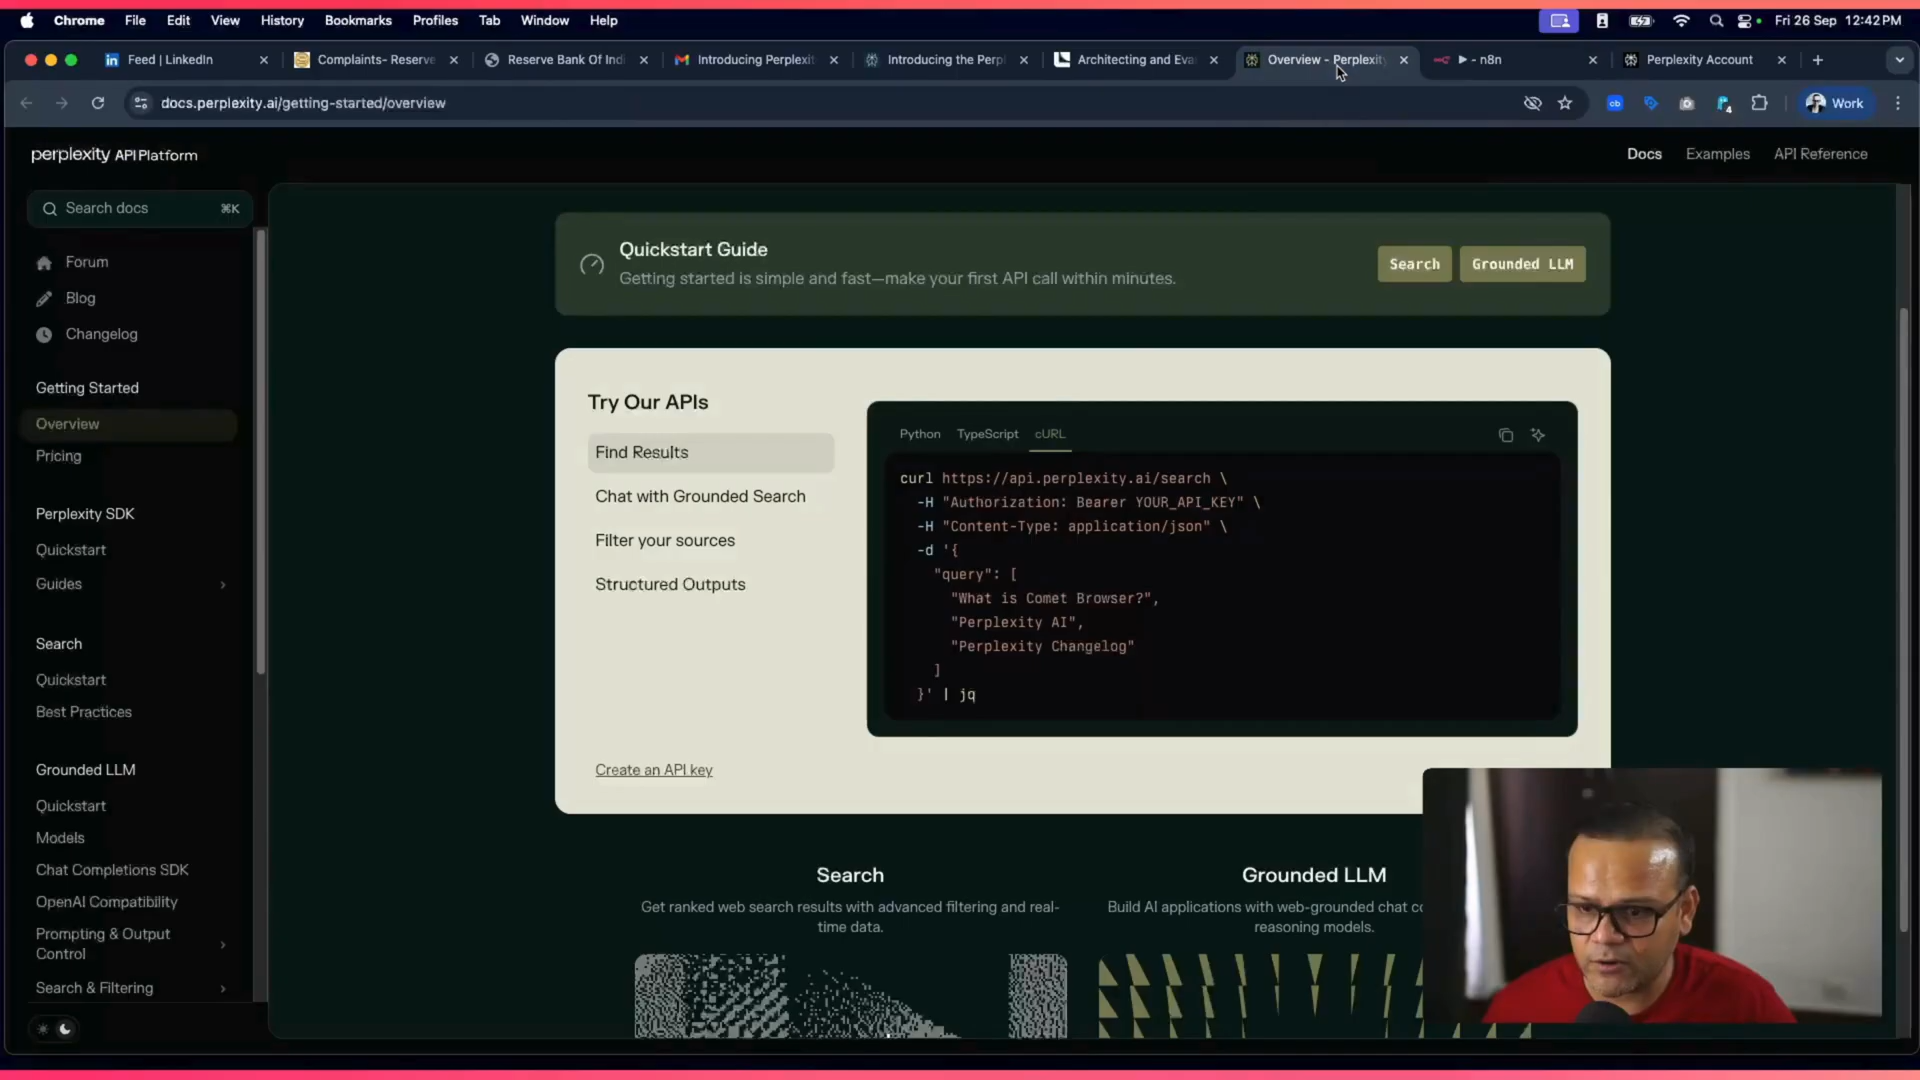 Chrome File Edit View History Bookmarks Profiles Tab Window Help
Fri 26 Sep 12:42 PM
Feed | LinkedIn
Complaints- Reserve
Reserve Bank Of Indi
Introducing Perplexit
Introducing the Perpl
Architecting and Eval
Overview - Perplexity
- n8n
Perplexity Account
docs.perplexity.ai/getting-started/overview
cb
4
Work
perplexity API Platform
Docs Examples API Reference
Search docs ⌘K
Forum
Blog
Changelog
Getting Started
Overview
Pricing
Perplexity SDK
Quickstart
Guides
Search
Quickstart
Best Practices
Grounded LLM
Quickstart
Models
Chat Completions SDK
OpenAI Compatibility
Prompting & Output
Control
Search & Filtering
Quickstart Guide
Getting started is simple and fast—make your first API call within minutes.
Search Grounded LLM
Try Our APIs
Find Results
Chat with Grounded Search
Filter your sources
Structured Outputs
Create an API key
Python TypeScript cURL
curl https://api.perplexity.ai/search \
-H "Authorization: Bearer YOUR_API_KEY" \
-H "Content-Type: application/json" \
-d '{
"query": [
"What is Comet Browser?",
"Perplexity AI",
"Perplexity Changelog"
]
}' | jq
Search
Get ranked web search results with advanced filtering and real-
time data.
Grounded LLM
Build AI applications with web-grounded chat co
reasoning models.